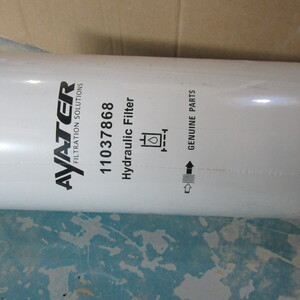 AYATER
FILTRATION SOLUTIONS
11037868
Hydraulic Filter
GENUINE PARTS